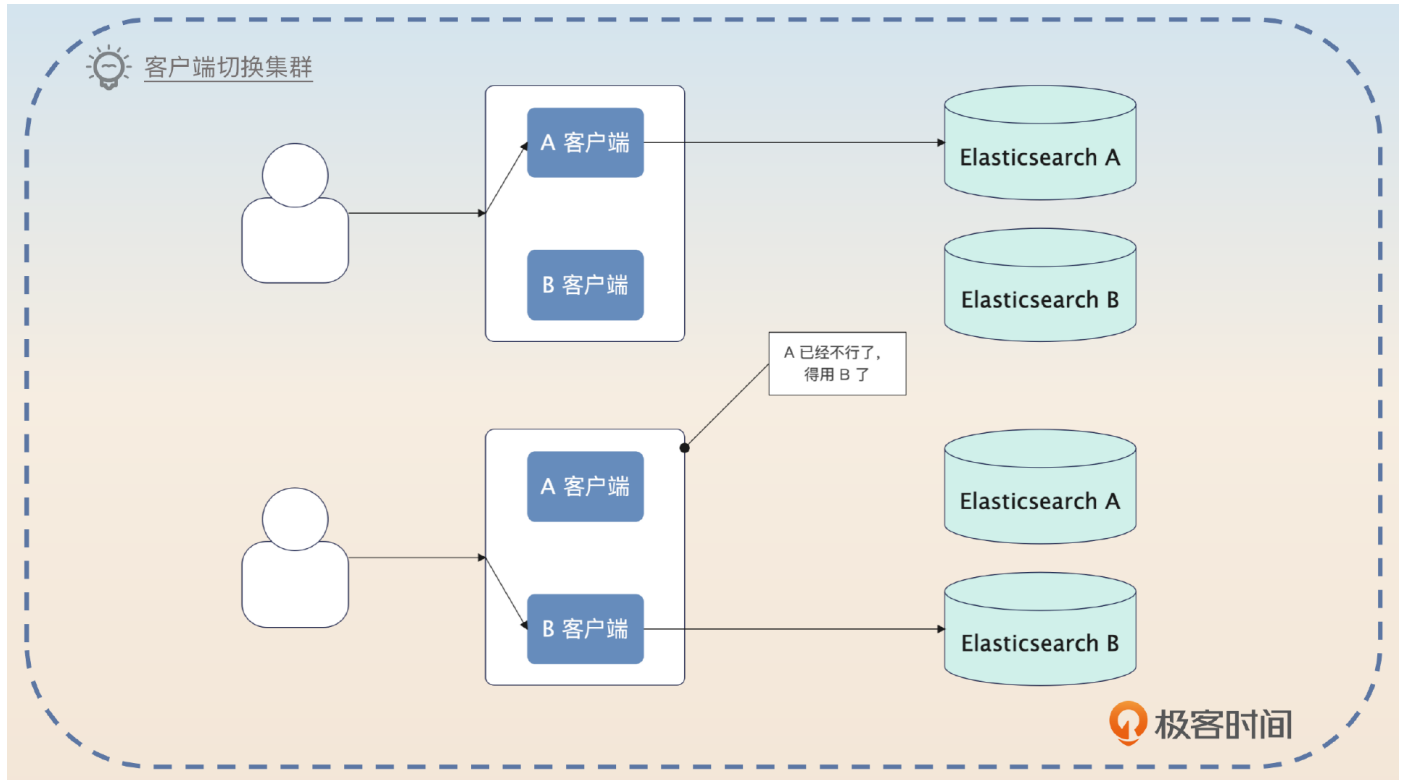 客户端切换集群
A 客户端
Elasticsearch A
B 客户端
Elasticsearch B
A 已经不行了，
得用 B 了
A 客户端
Elasticsearch A
B 客户端
Elasticsearch B
极客时间